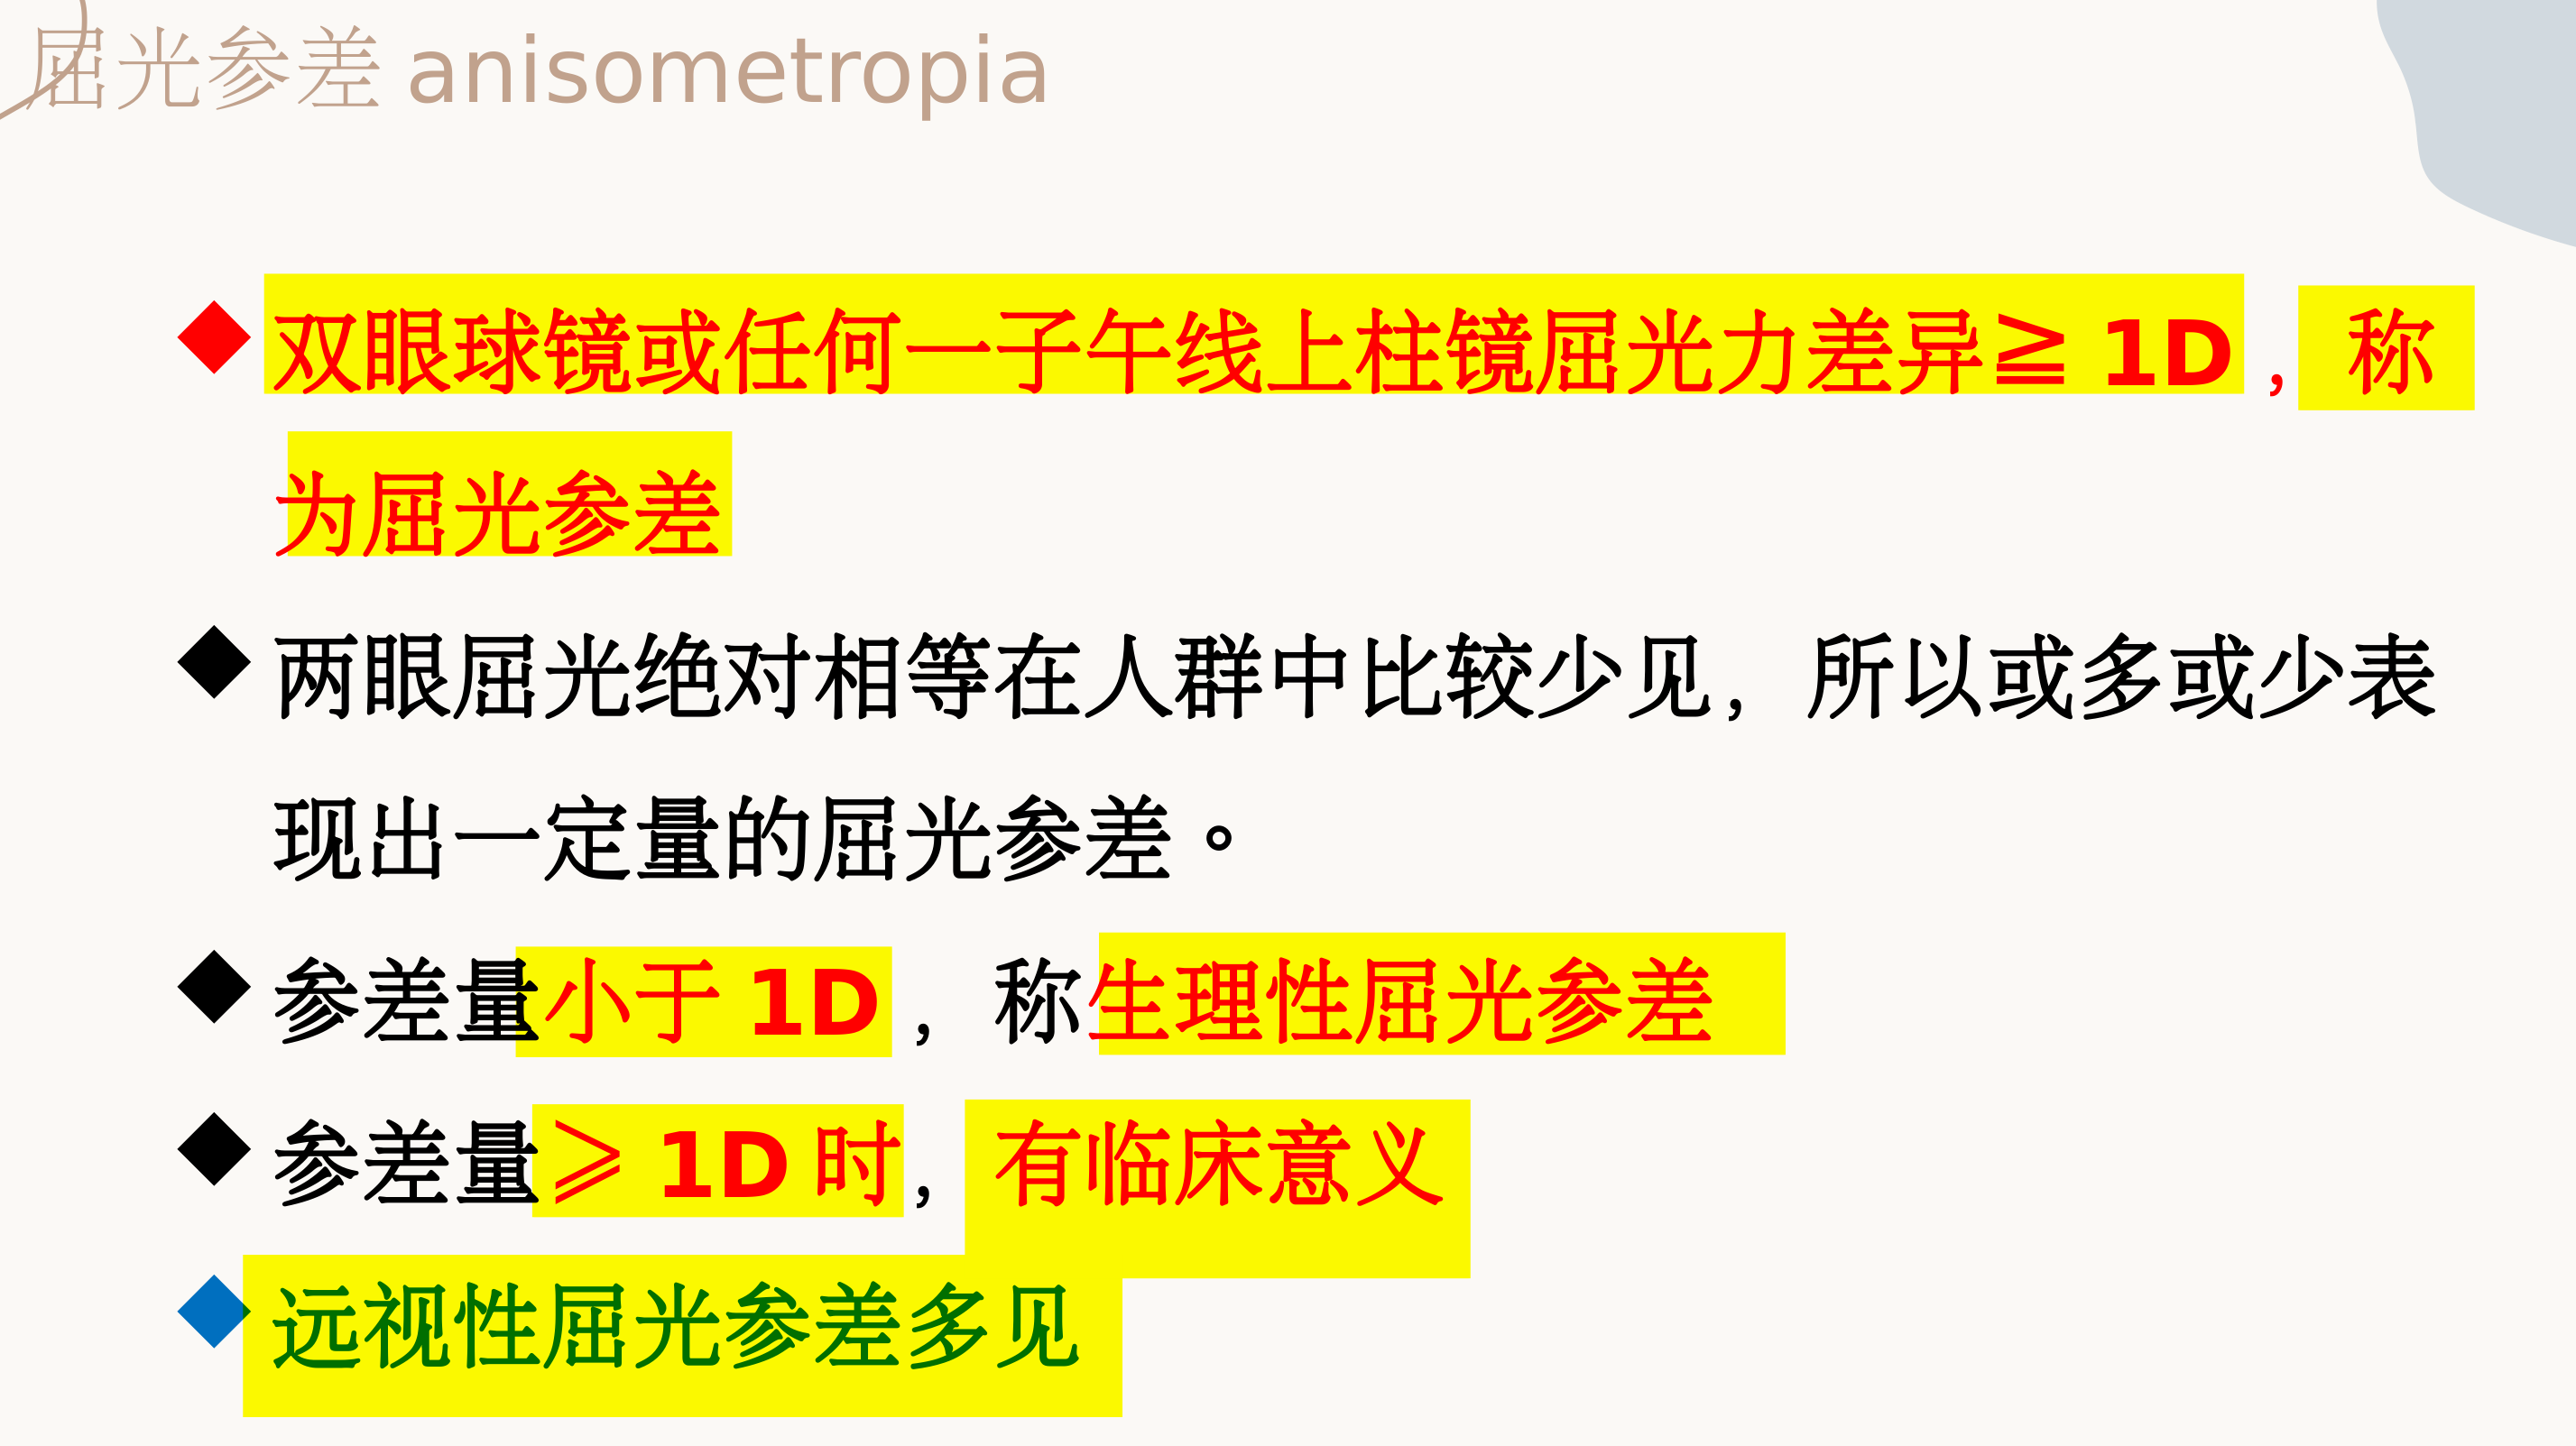 屈光参差 anisometropia
双眼球镜或任何一子午线上柱镜屈光力差异≧ 1D ，称
为屈光参差
两眼屈光绝对相等在人群中比较少见，所以或多或少表
现出一定量的屈光参差。
参差量小于 1D ，称生理性屈光参差
参差量⩾ 1D 时，有临床意义
远视性屈光参差多见